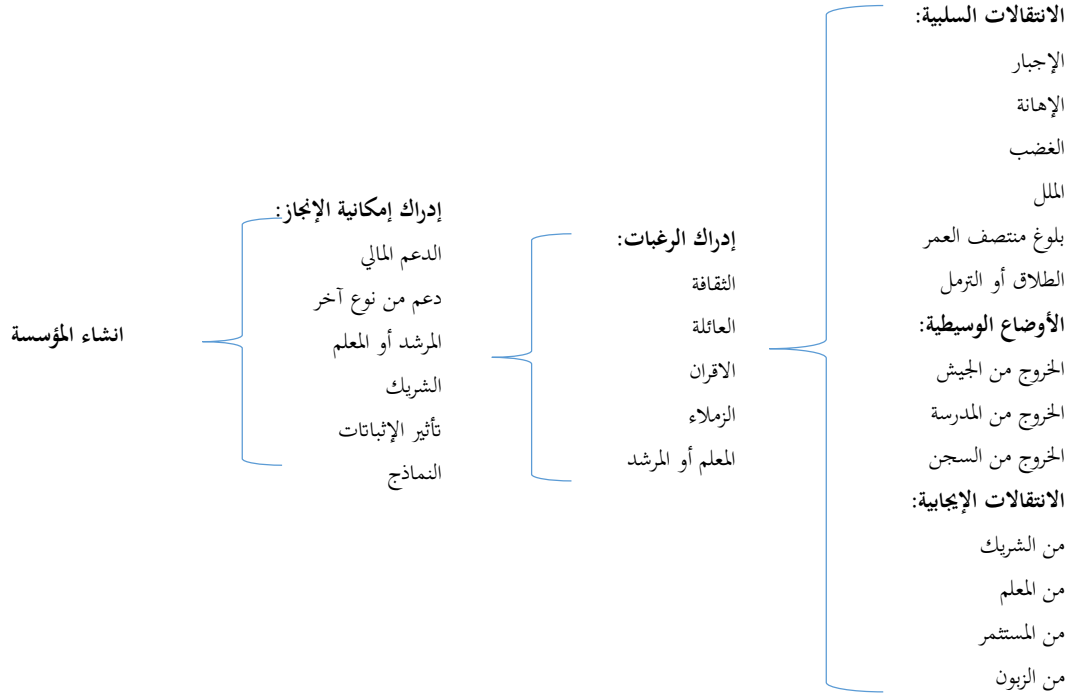 الانتقالات السلبية:
الإجبار
الإهانة
الغضب
الملل
بلوغ منتصف العمر
الطلاق أو الترمل
الأوضاع الوسيطية:
الخروج من الجيش
الخروج من المدرسة
الخروج من السجن
الانتقالات الإيجابية:
من الشريك
من المعلم
من المستثمر
من الزبون
إدراك الرغبات:
الثقافة
العائلة
الاقران
الزملاء
المعلم أو المرشد
إدراك إمكانية الإنجاز:
الدعم المالي
دعم من نوع آخر
المرشد أو المعلم
الشريك
تأثير الإثباتات
النماذج
انشاء المؤسسة